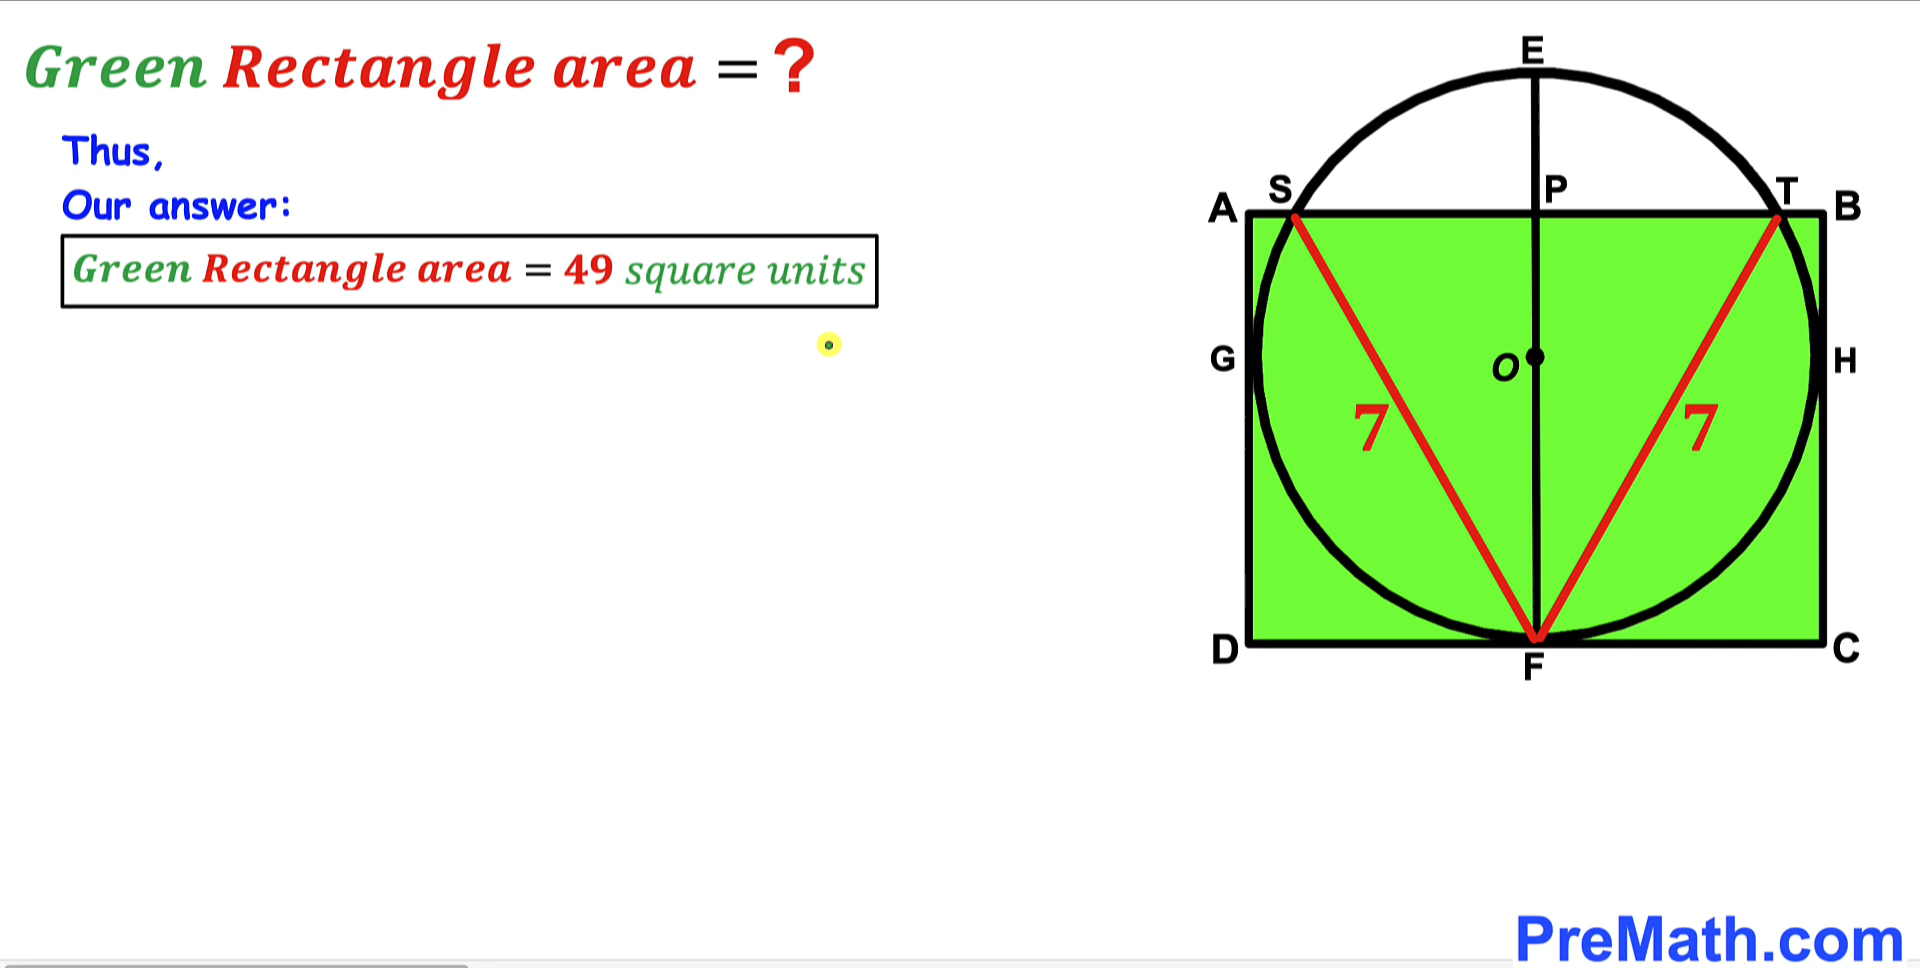 Green Rectangle area = ?
Thus,
Our answer:
Green Rectangle area = 49 square units
E
A S P T B
G O H
7 7
D F C
PreMath.com